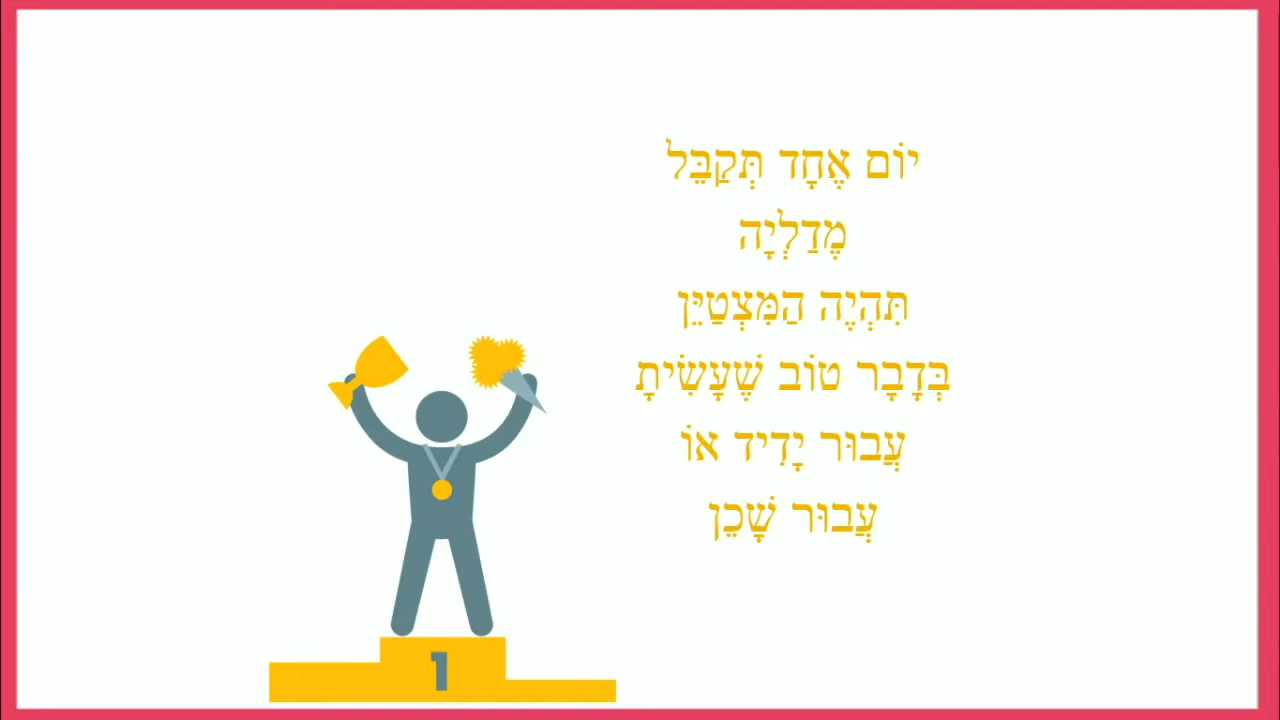 יוֹם אֶחָד תְּקַבֵּל
מֶדַלְיָה
תִּהְיֶה הַמִּצְטַיֵּן
בְּדָבָר טוֹב שֶׁעָשִׂיתָ
עֲבוּר יָדִיד אוֹ
עֲבוּר שָׁכֵן
1